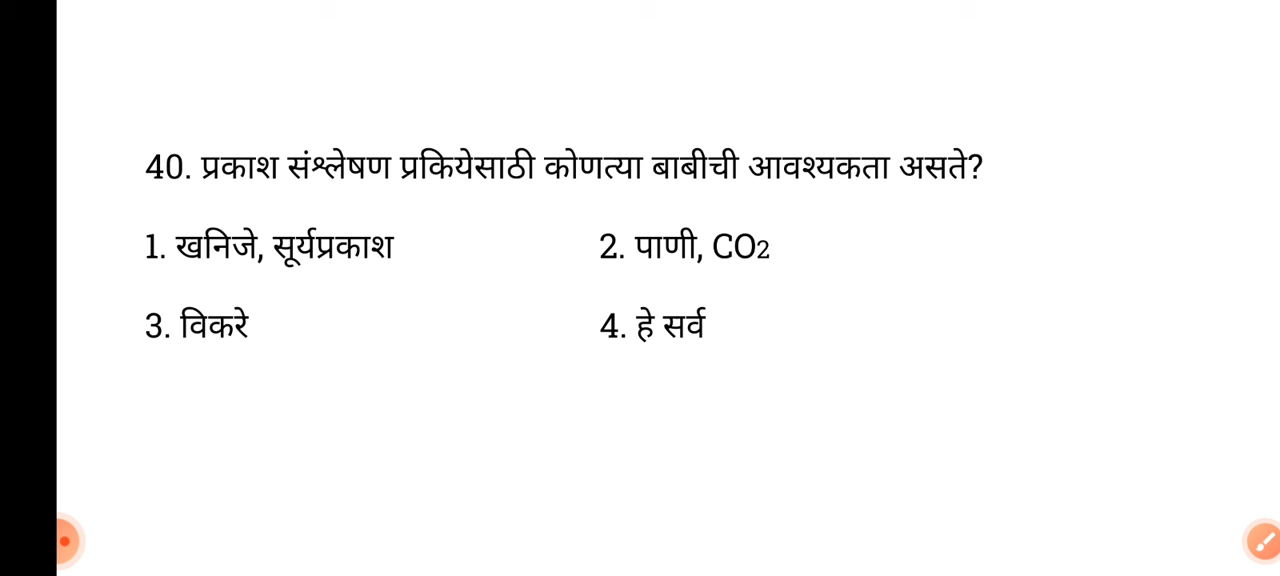 40. प्रकाश संश्लेषण प्रकियेसाठी कोणत्या बाबीची आवश्यकता असते?
1. खनिजे, सूर्यप्रकाश 2. पाणी, CO2
3. विकरे 4. हे सर्व